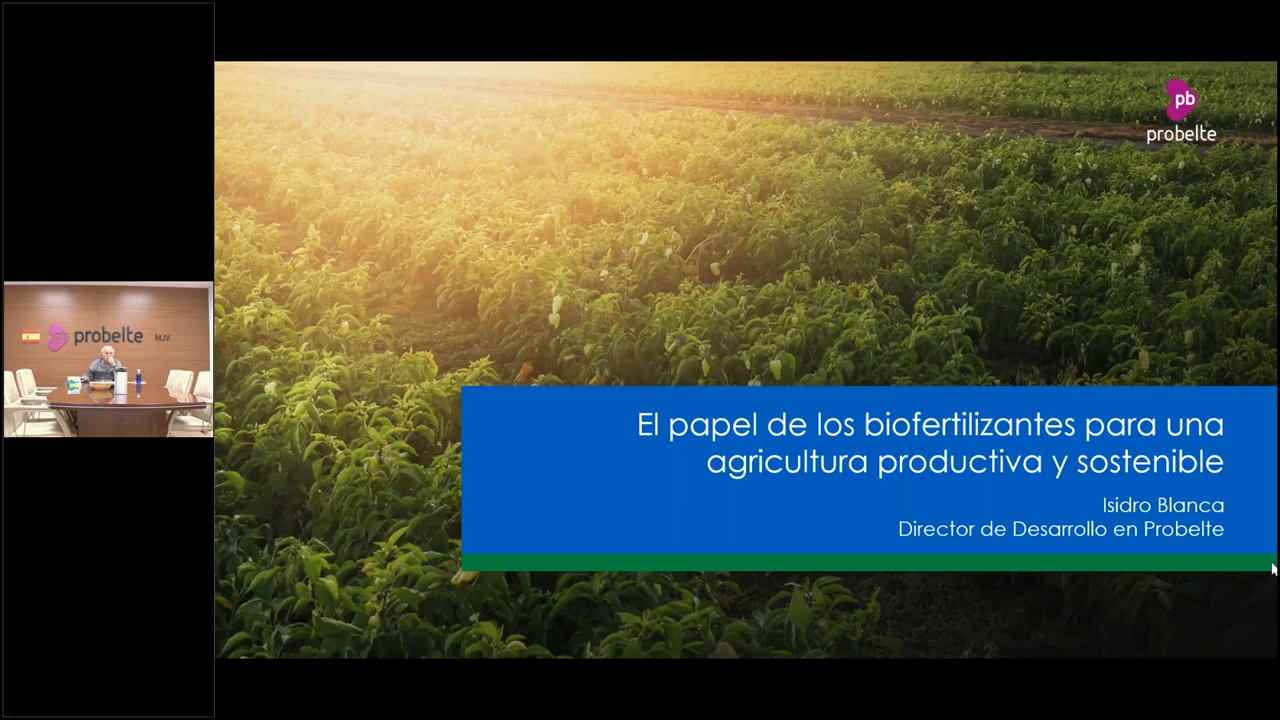 pb
probelte
El papel de los biofertilizantes para una
agricultura productiva y sostenible
Isidro Blanca
Director de Desarrollo en Probelte
probelte MJV